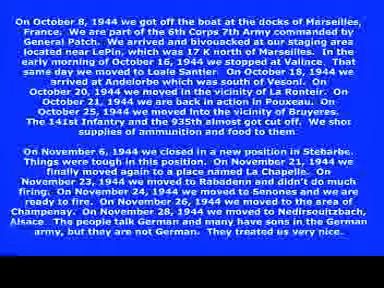 On October 8, 1944 we got off the boat at the docks of Marseilles,
France. We are part of the 6th Corps 7th Army commanded by
General Patch. We arrived and bivouacked at our staging area
located near LePin, which was 17 K north of Marseilles. In the
early morning of October 16, 1944 we stopped at Valince. That
same day we moved to Luale Santier. On October 18, 1944 we
arrived at Andelorbo which was south of Vesonl. On
October 20, 1944 we moved in the vicinity of La Ronteir. On
October 21, 1944 we are back in action in Pouxeau. On
October 25, 1944 we moved into the vicinity of Bruyeres.
The 141st Infantry and the 935th almost got cut off. We shot
supplies of ammunition and food to them.
On November 6, 1944 we closed in a new position in Stebarbe.
Things were tough in this position. On November 21, 1944 we
finally moved again to a place named La Chapelle. On
November 23, 1944 we moved to Rabadenn and didn't do much
firing. On November 24, 1944 we moved to Senones and we are
ready to fire. On November 26, 1944 we moved to the area of
Champenay. On November 28, 1944 we moved to Nedirsoultzbach,
Alsace. The people talk German and many have sons in the German
army, but they are not German. They treated us very nice.